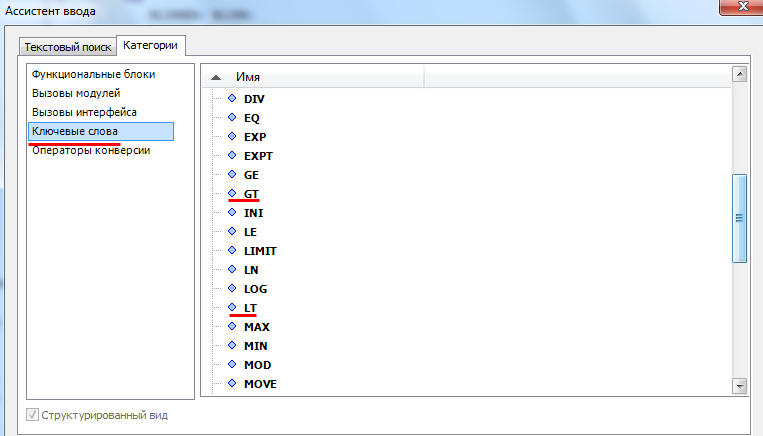 Ассистент ввода
Текстовый поиск
Категории
Функциональные блоки
Вызовы модулей
Вызовы интерфейса
Ключевые слова
Операторы конверсии
Имя
DIV
EQ
EXP
EXPT
GE
GT
INI
LE
LIMIT
LN
LOG
LT
MAX
MIN
MOD
MOVE
Структурированный вид